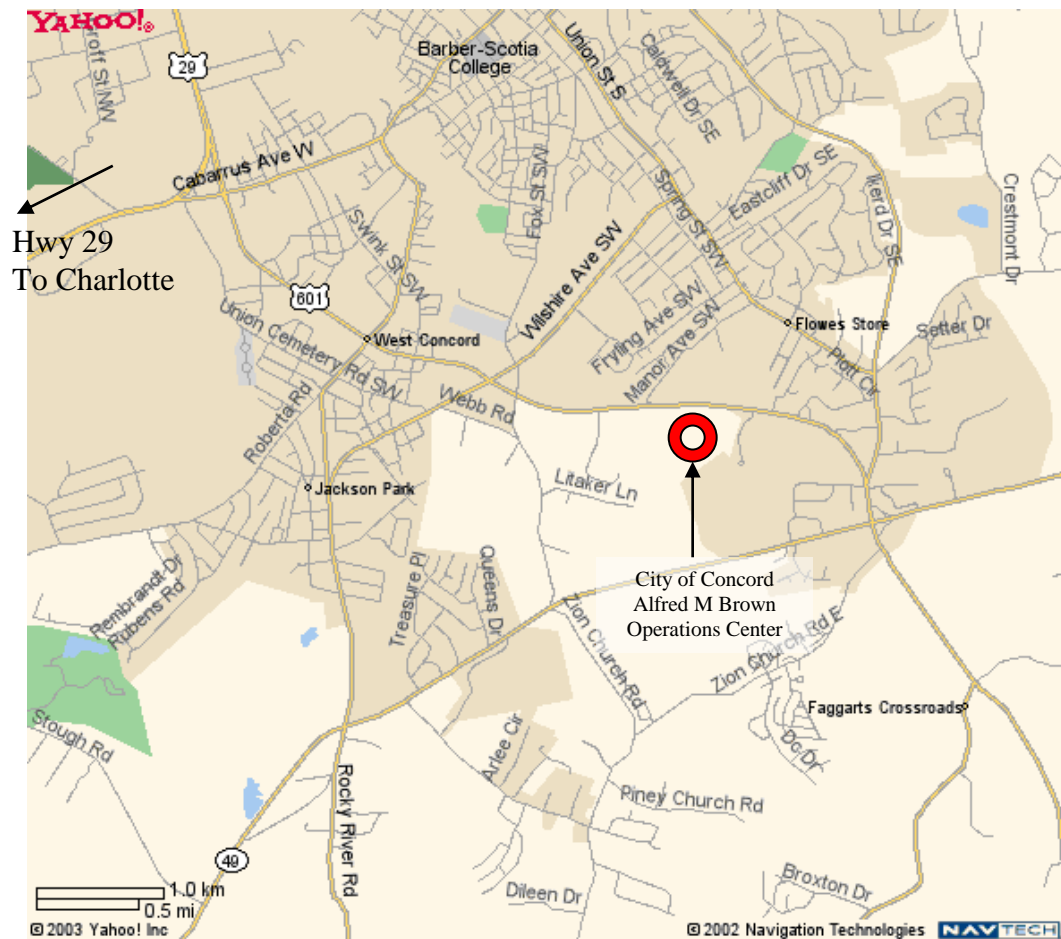 YAHOO!®
roff St NW
29
Barber-Scotia
College
Union St S
Caldwell Dr SE
Cabarrus Ave W
Hwy 29
To Charlotte
Swink St SW
Fox St SW
Spring St SW
Eastcliff Dr SE
Ikerd Dr SE
Crestmont Dr
601
Union Cemetery Rd SW
West Concord
Wilshire Ave SW
Fryling Ave SW
Manor Ave SW
Flowes Store
Plott Cir
Setter Dr
Roberta Rd
Webb Rd
Jackson Park
Litaker Ln
City of Concord
Alfred M Brown
Operations Center
Treasure Pl
Queens Dr
Zion Church Rd
Zion Church Rd E
Rembrandt Dr
Rubens Rd
Stough Rd
Faggarts Crossroads
Dc Dr
Arlee Cir
Rocky River Rd
Piney Church Rd
49
Dileen Dr
Broxton Dr
1.0 km
0.5 mi
© 2003 Yahoo! Inc
© 2002 Navigation Technologies
NAVTECH